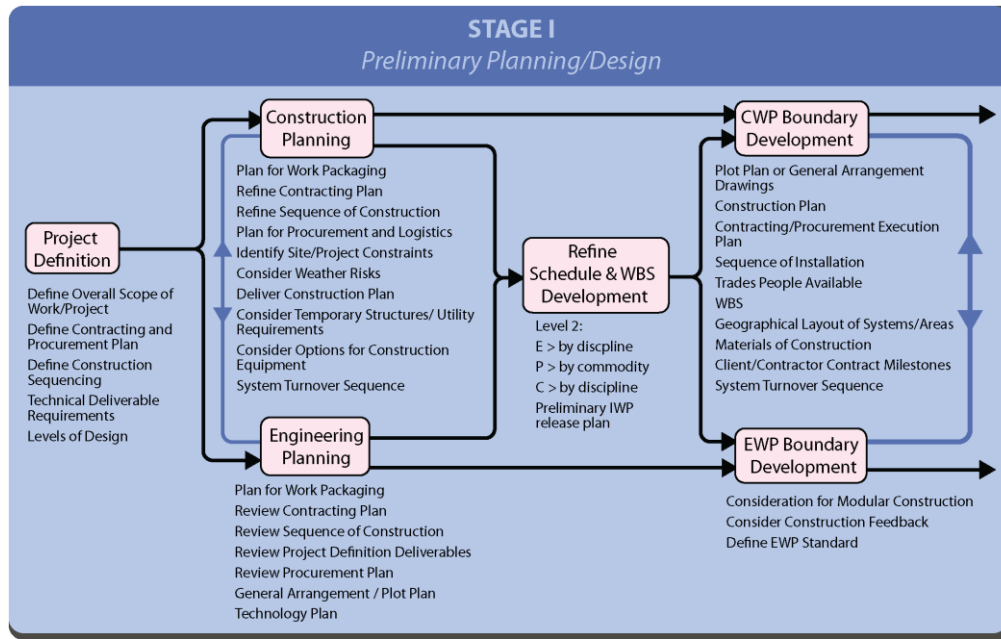 STAGE I
Preliminary Planning/Design
Project
Definition
Define Overall Scope of
Work/Project
Define Contracting and
Procurement Plan
Define Construction
Sequencing
Technical Deliverable
Requirements
Levels of Design
Construction
Planning
Plan for Work Packaging
Refine Contracting Plan
Refine Sequence of Construction
Plan for Procurement and Logistics
Identify Site/Project Constraints
Consider Weather Risks
Deliver Construction Plan
Consider Temporary Structures/ Utility
Requirements
Consider Options for Construction
Equipment
System Turnover Sequence
Engineering
Planning
Plan for Work Packaging
Review Contracting Plan
Review Sequence of Construction
Review Project Definition Deliverables
Review Procurement Plan
General Arrangement / Plot Plan
Technology Plan
Refine
Schedule & WBS
Development
Level 2:
E > by discpline
P > by commodity
C > by discipline
Preliminary IWP
release plan
CWP Boundary
Development
Plot Plan or General Arrangement
Drawings
Construction Plan
Contracting/Procurement Execution
Plan
Sequence of Installation
Trades People Available
WBS
Geographical Layout of Systems/Areas
Materials of Construction
Client/Contractor Contract Milestones
System Turnover Sequence
EWP Boundary
Development
Consideration for Modular Construction
Consider Construction Feedback
Define EWP Standard